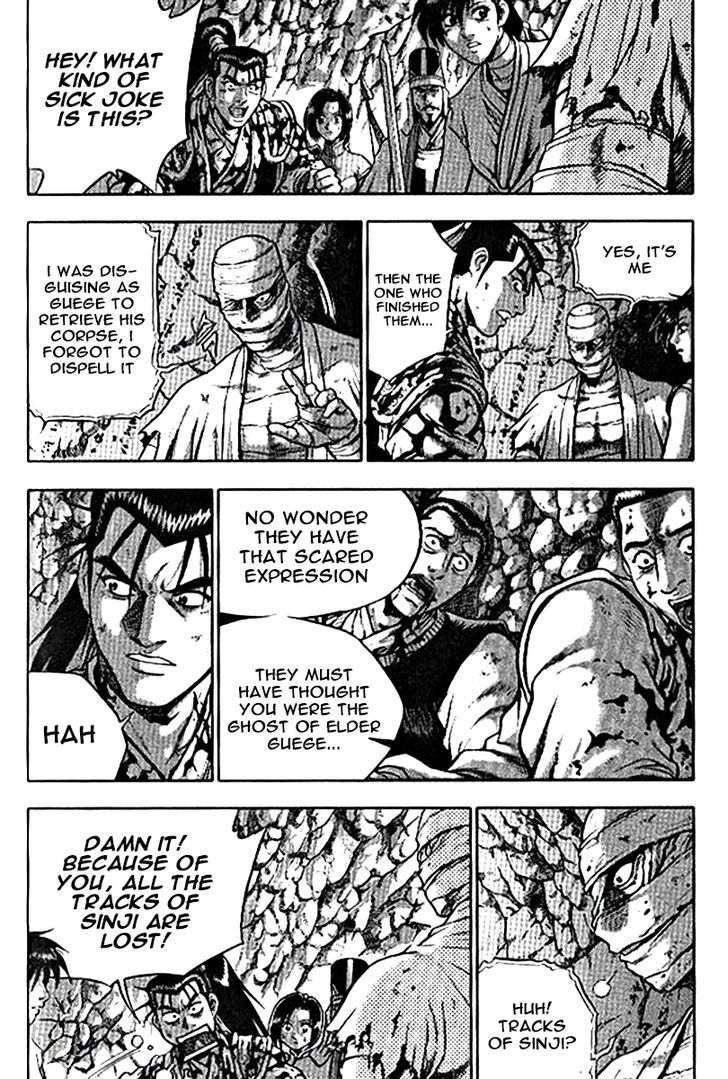 HEY! WHAT
KIND OF
SICK JOKE
IS THIS?
I WAS DIS-
GUISING AS
GUEGE TO
RETRIEVE HIS
CORPSE, I
FORGOT TO
DISPELL IT
THEN THE
ONE WHO
FINISHED
THEM...
YES, IT'S
ME
HAH
NO WONDER
THEY HAVE
THAT SCARED
EXPRESSION
THEY MUST
HAVE THOUGHT
YOU WERE THE
GHOST OF ELDER
GUEGE...
DAMN IT!
BECAUSE OF
YOU, ALL THE
TRACKS OF
SINJI ARE
LOST!
HUH!
TRACKS
OF SINJI?